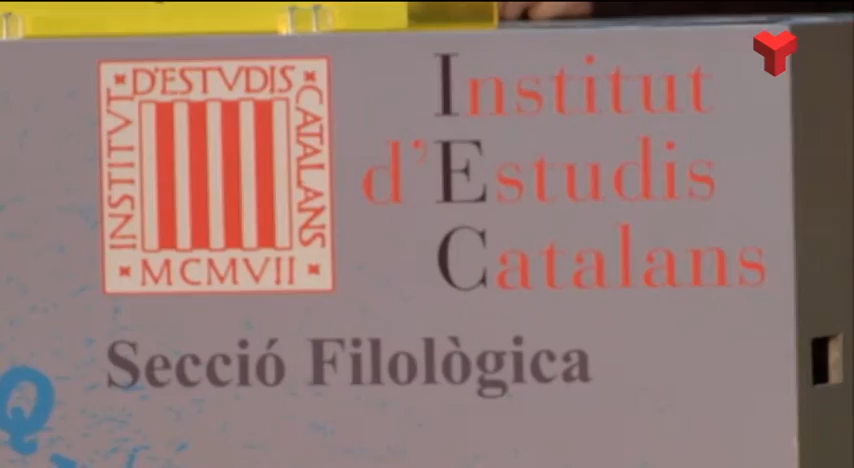 INSTITVT D'ESTVDIS CATALANS
MCMVII
Institut
d'Estudis
Catalans
Secció Filològica
Q